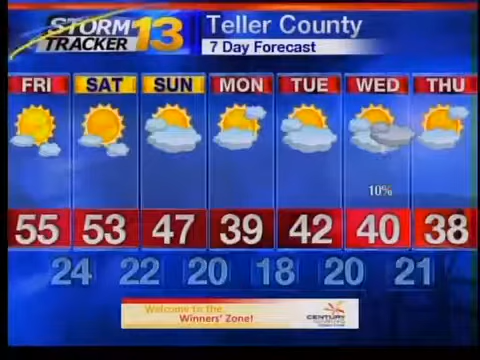 STORM
TRACKER 13
Teller County
7 Day Forecast
FRI SAT SUN MON TUE WED THU
10%
55 53 47 39 42 40 38
24 22 20 18 20 21
Welcome to the
Winners' Zone!
CENTURY